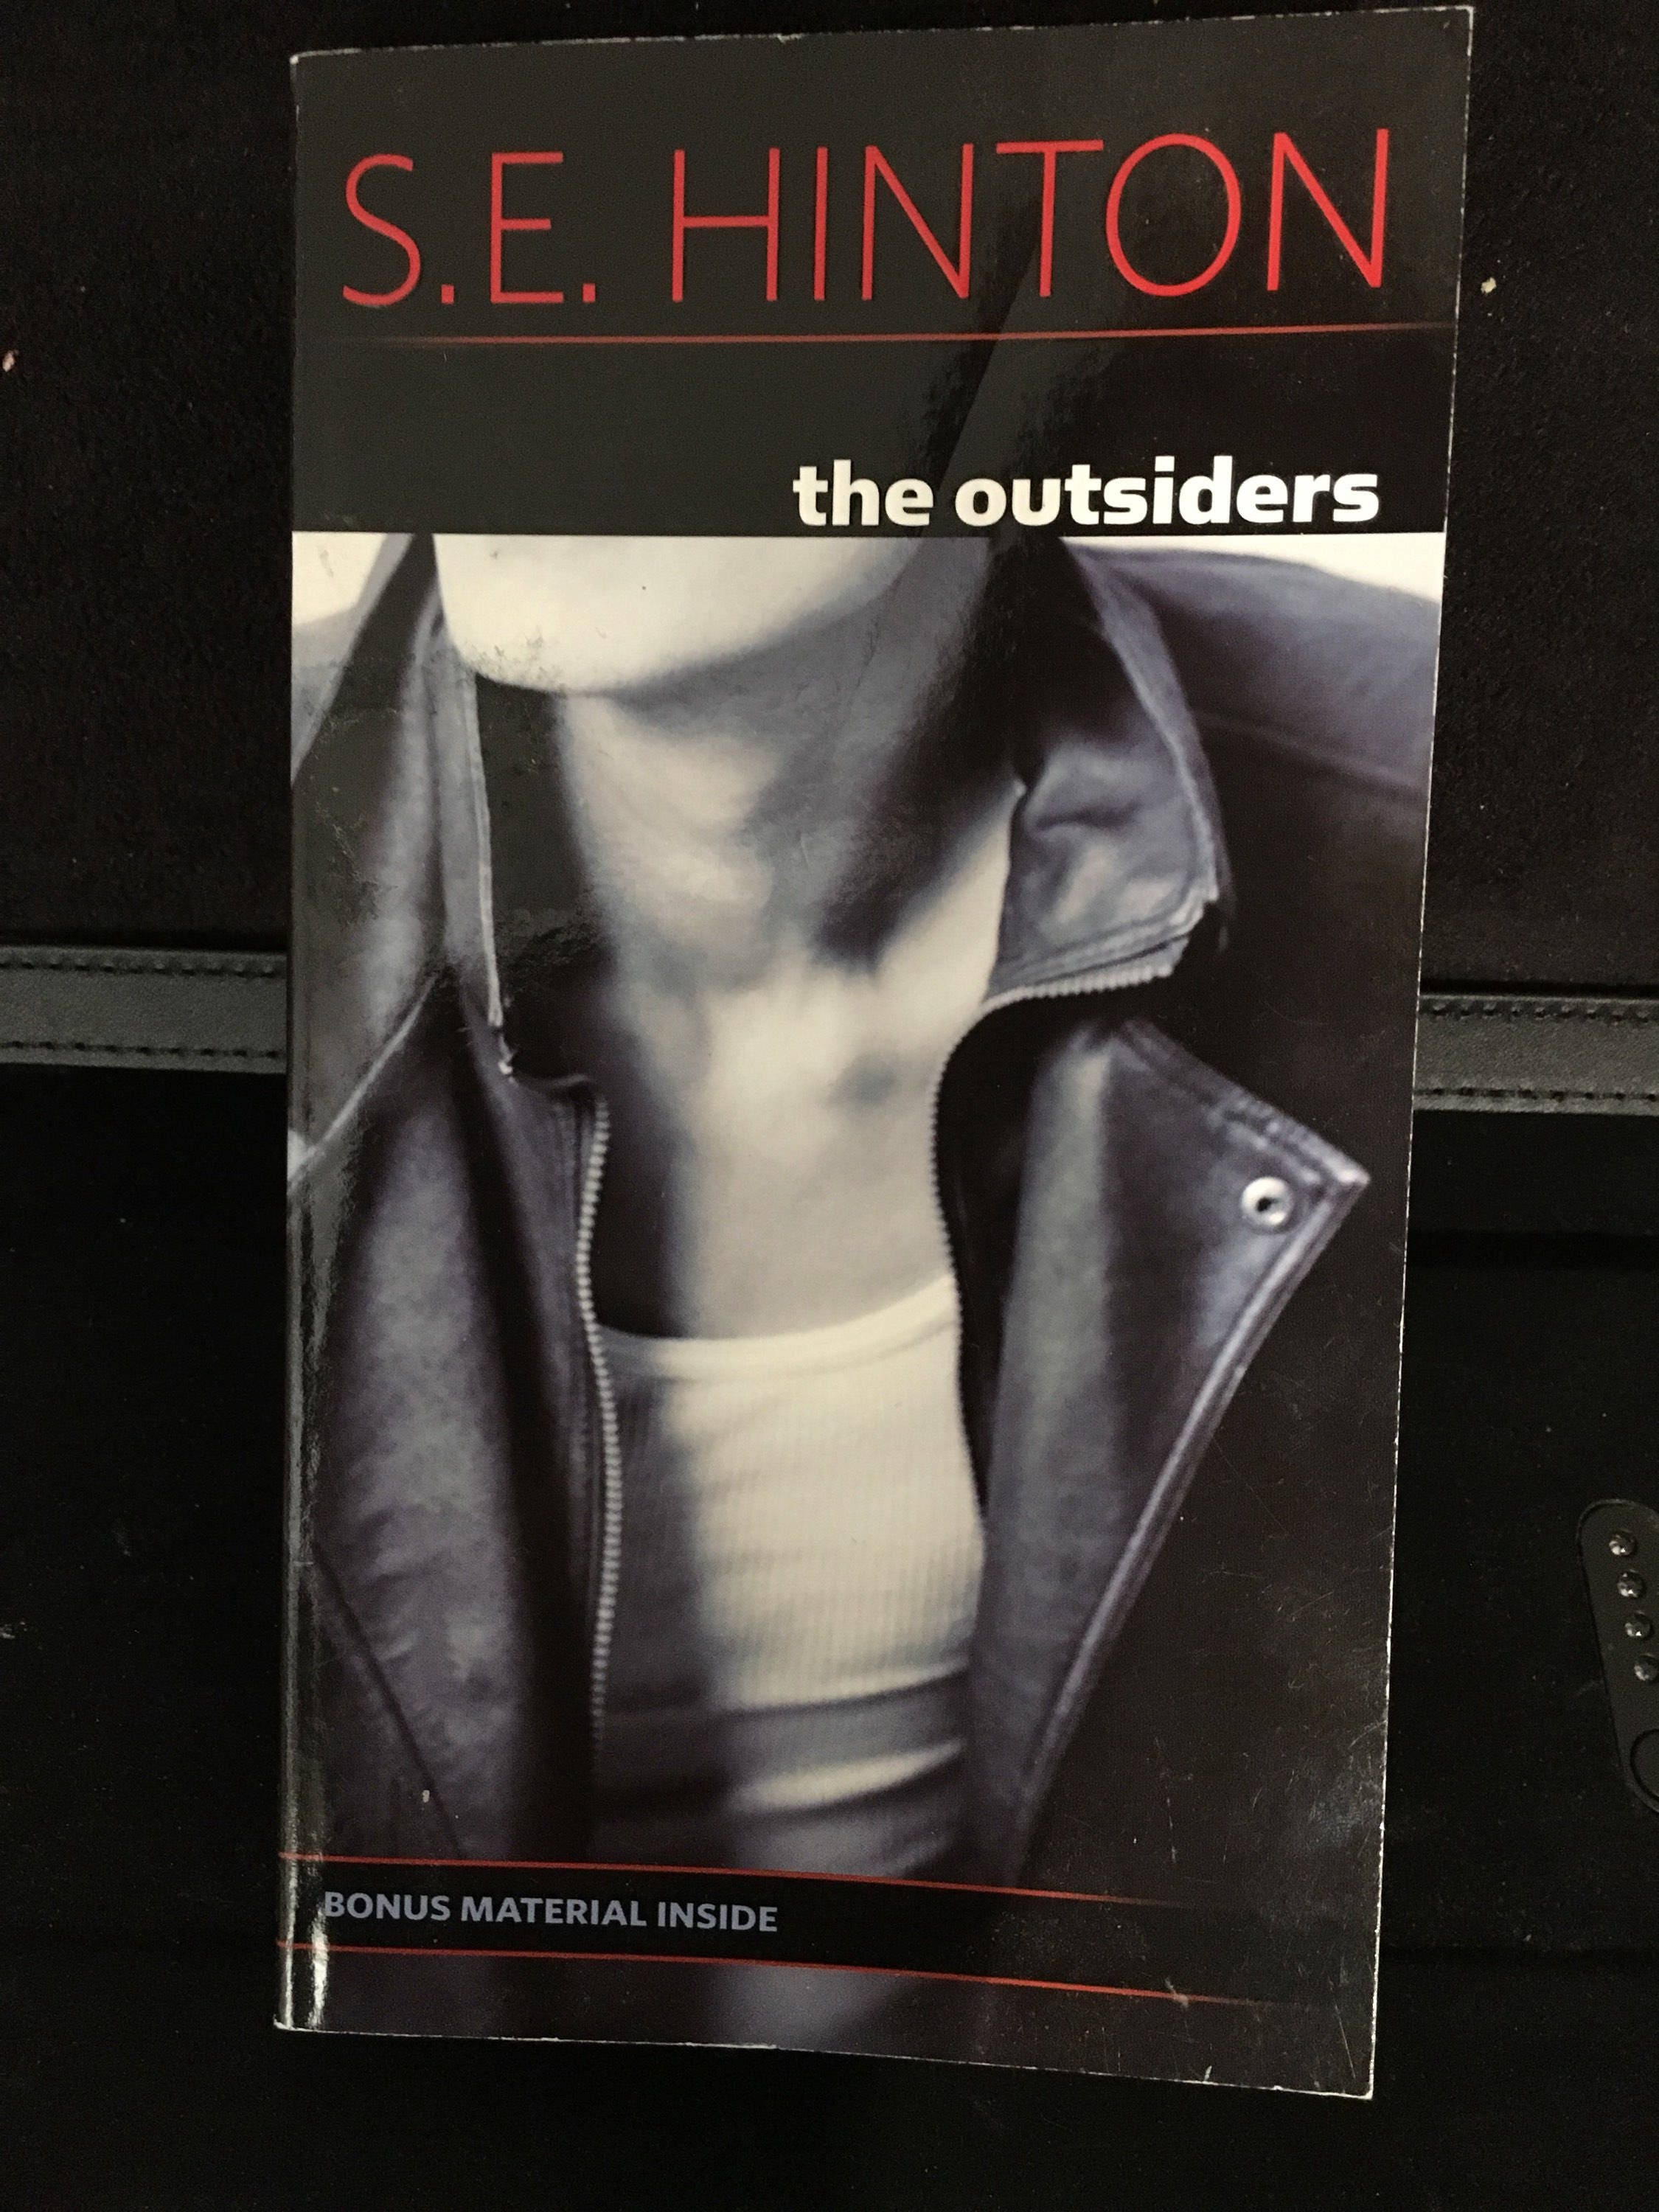 S.E. HINTON
the outsiders
BONUS MATERIAL INSIDE